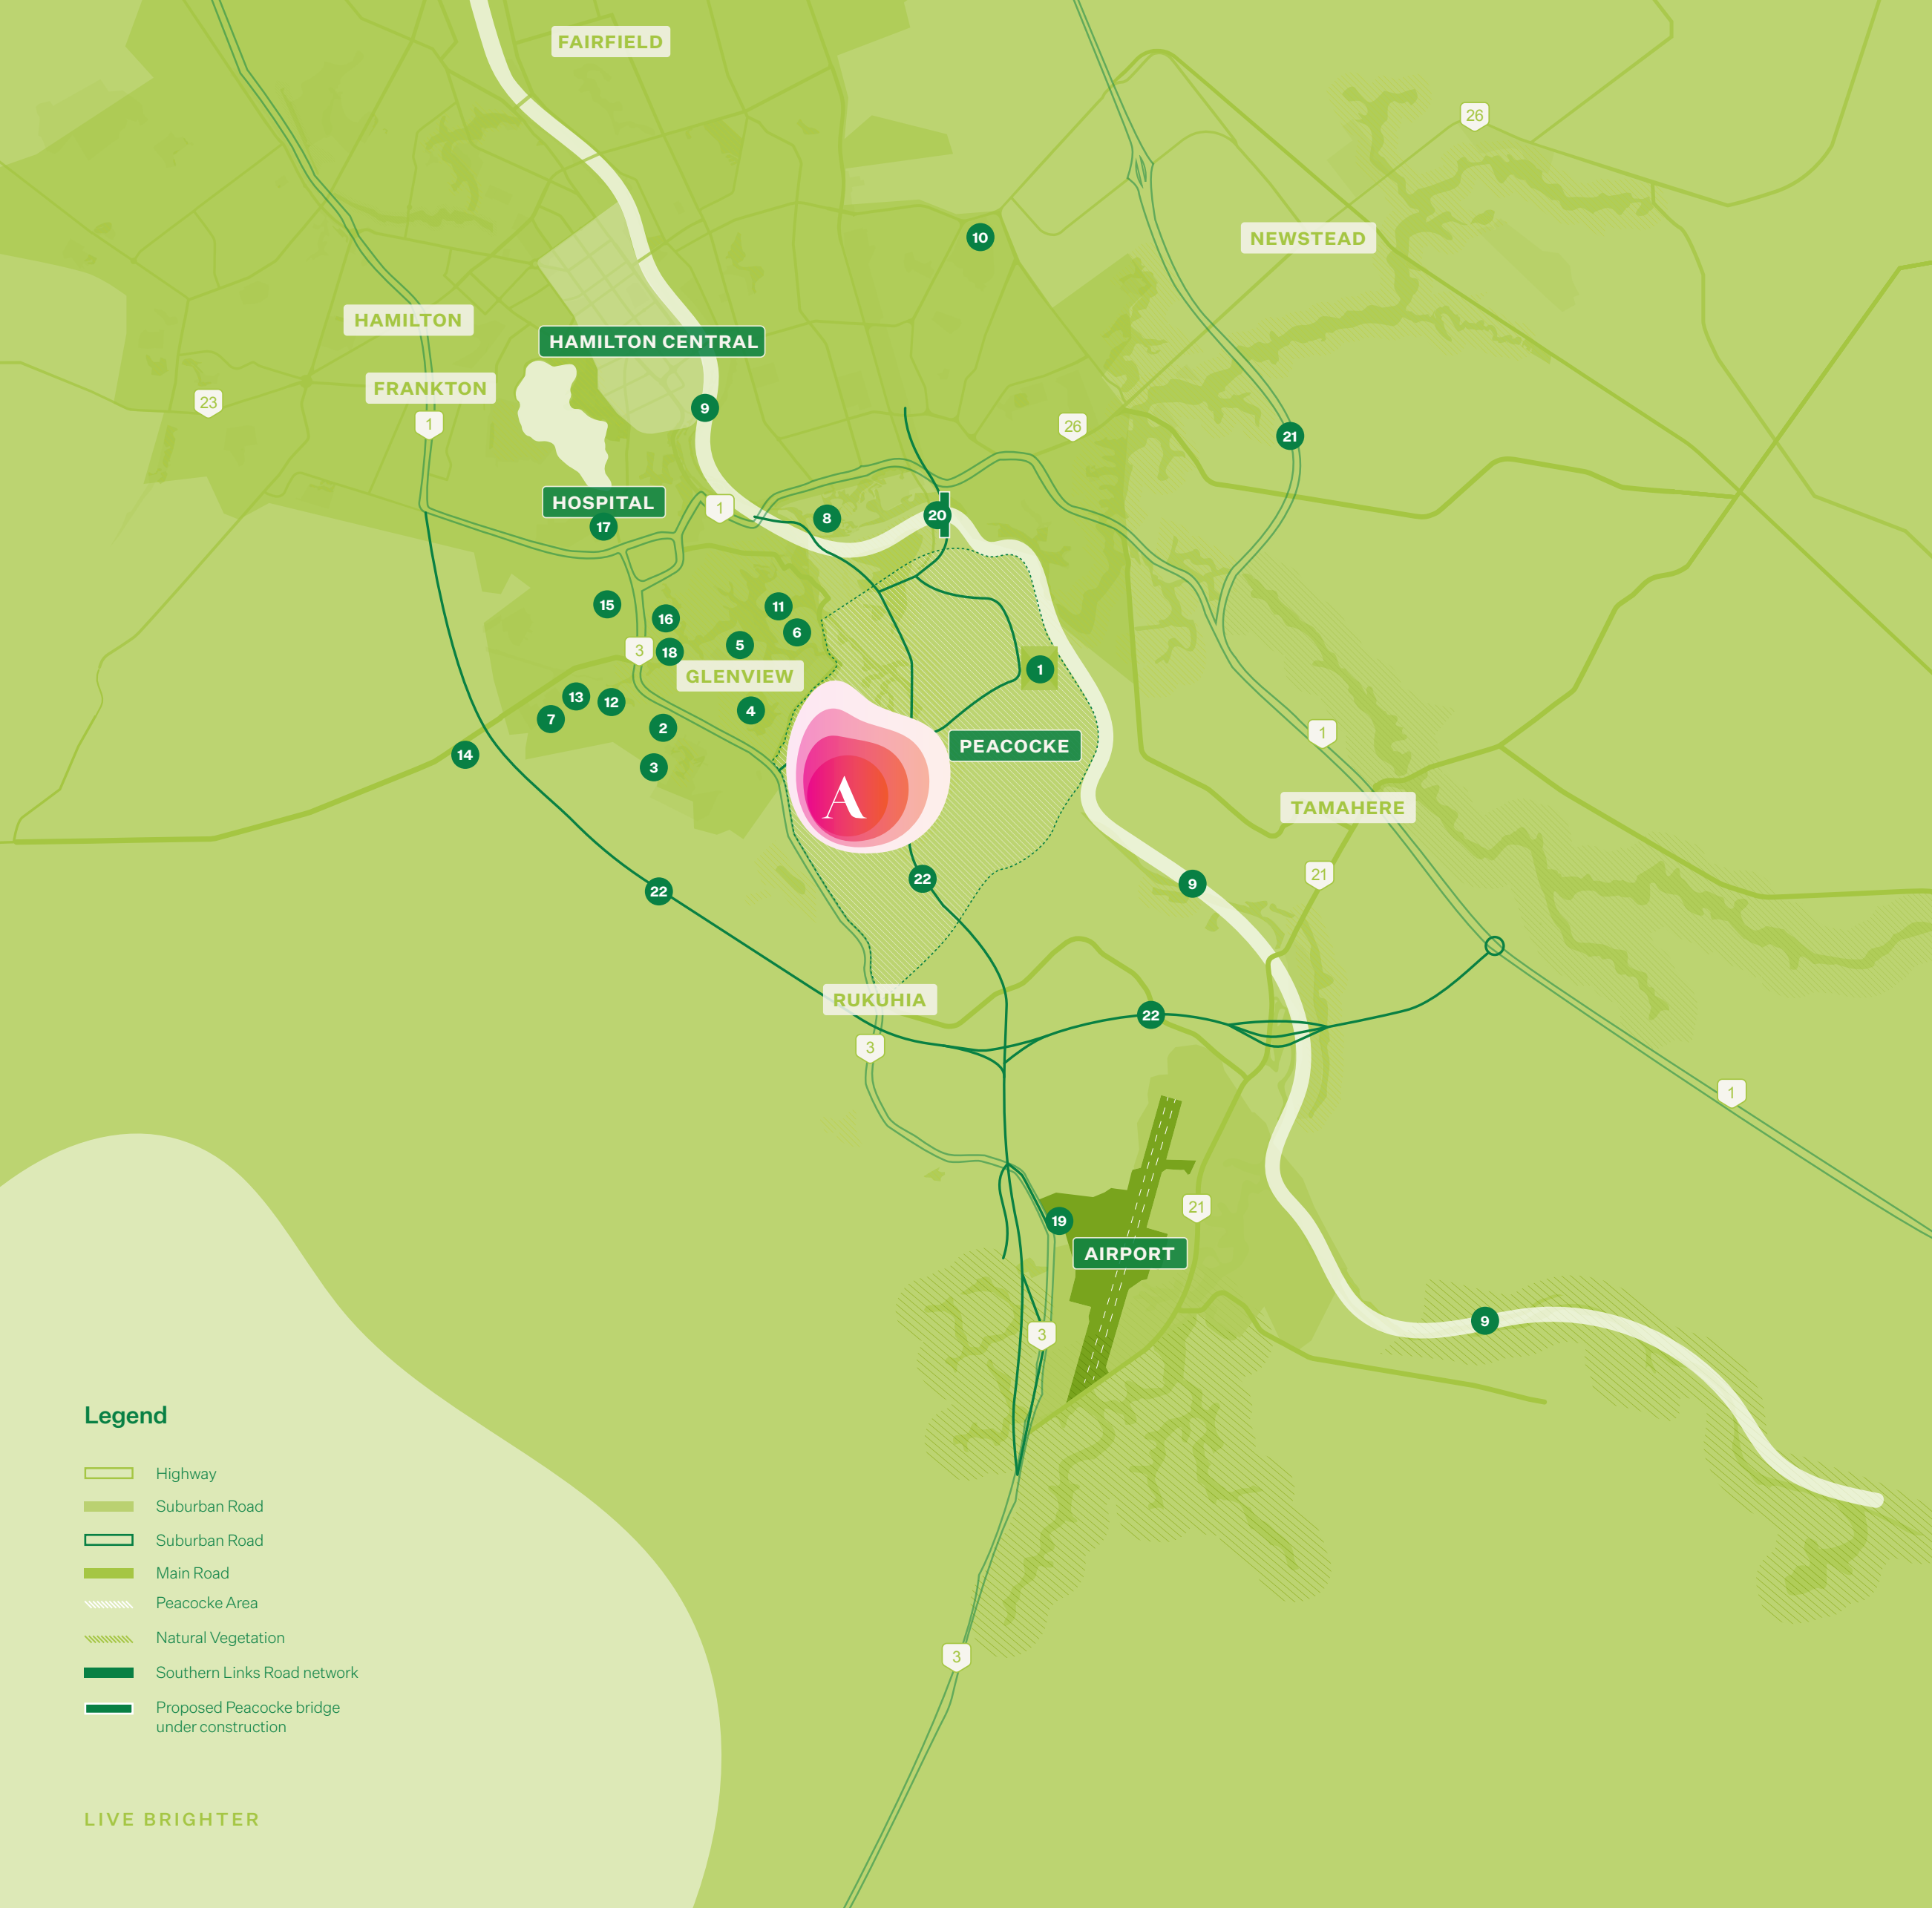 FAIRFIELD
26
10
NEWSTEAD
HAMILTON
HAMILTON CENTRAL
FRANKTON
23
1
9
26
21
HOSPITAL
17
1
8
20
15
16
11
6
5
3
18
GLENVIEW
1
13
12
7
4
2
14
3
PEACOCKE
1
A
TAMAHERE
21
22
22
9
RUKUHIA
22
3
1
19
21
AIRPORT
3
9
Legend
Highway
Suburban Road
Suburban Road
Main Road
Peacocke Area
Natural Vegetation
3
Southern Links Road network
Proposed Peacocke bridge
under construction
LIVE BRIGHTER